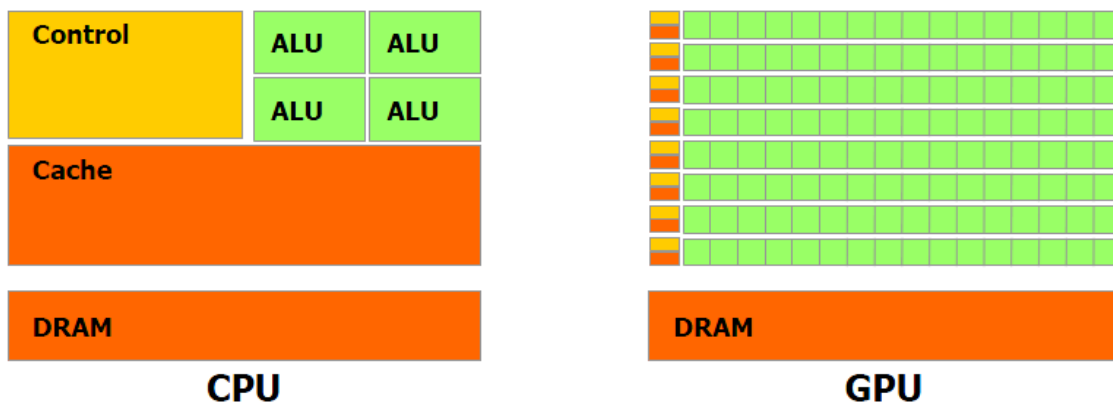 Control
ALU ALU
ALU ALU
Cache
DRAM
CPU
DRAM
GPU